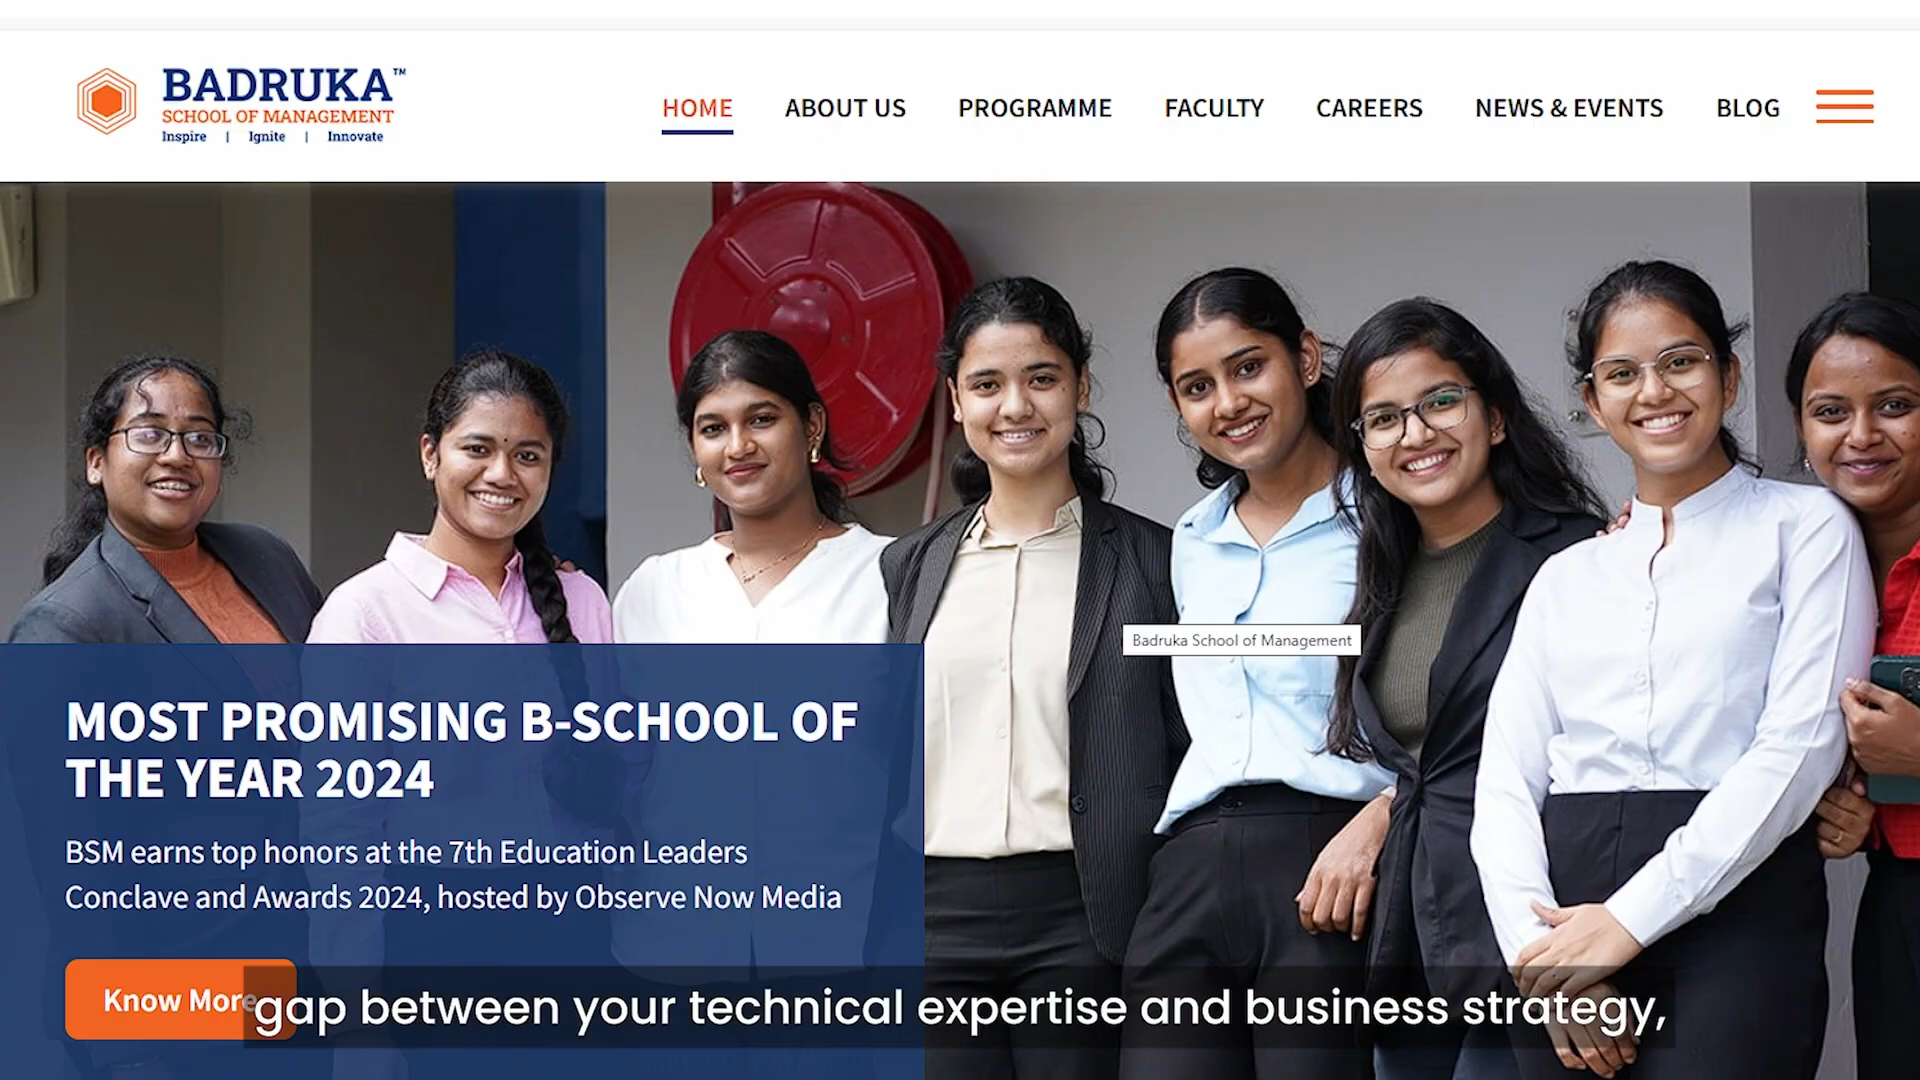 BADRUKA™
SCHOOL OF MANAGEMENT
Inspire | Ignite | Innovate
HOME ABOUT US PROGRAMME FACULTY CAREERS NEWS & EVENTS BLOG
Badruka School of Management
MOST PROMISING B-SCHOOL OF
THE YEAR 2024
BSM earns top honors at the 7th Education Leaders
Conclave and Awards 2024, hosted by Observe Now Media
Know More
gap between your technical expertise and business strategy,